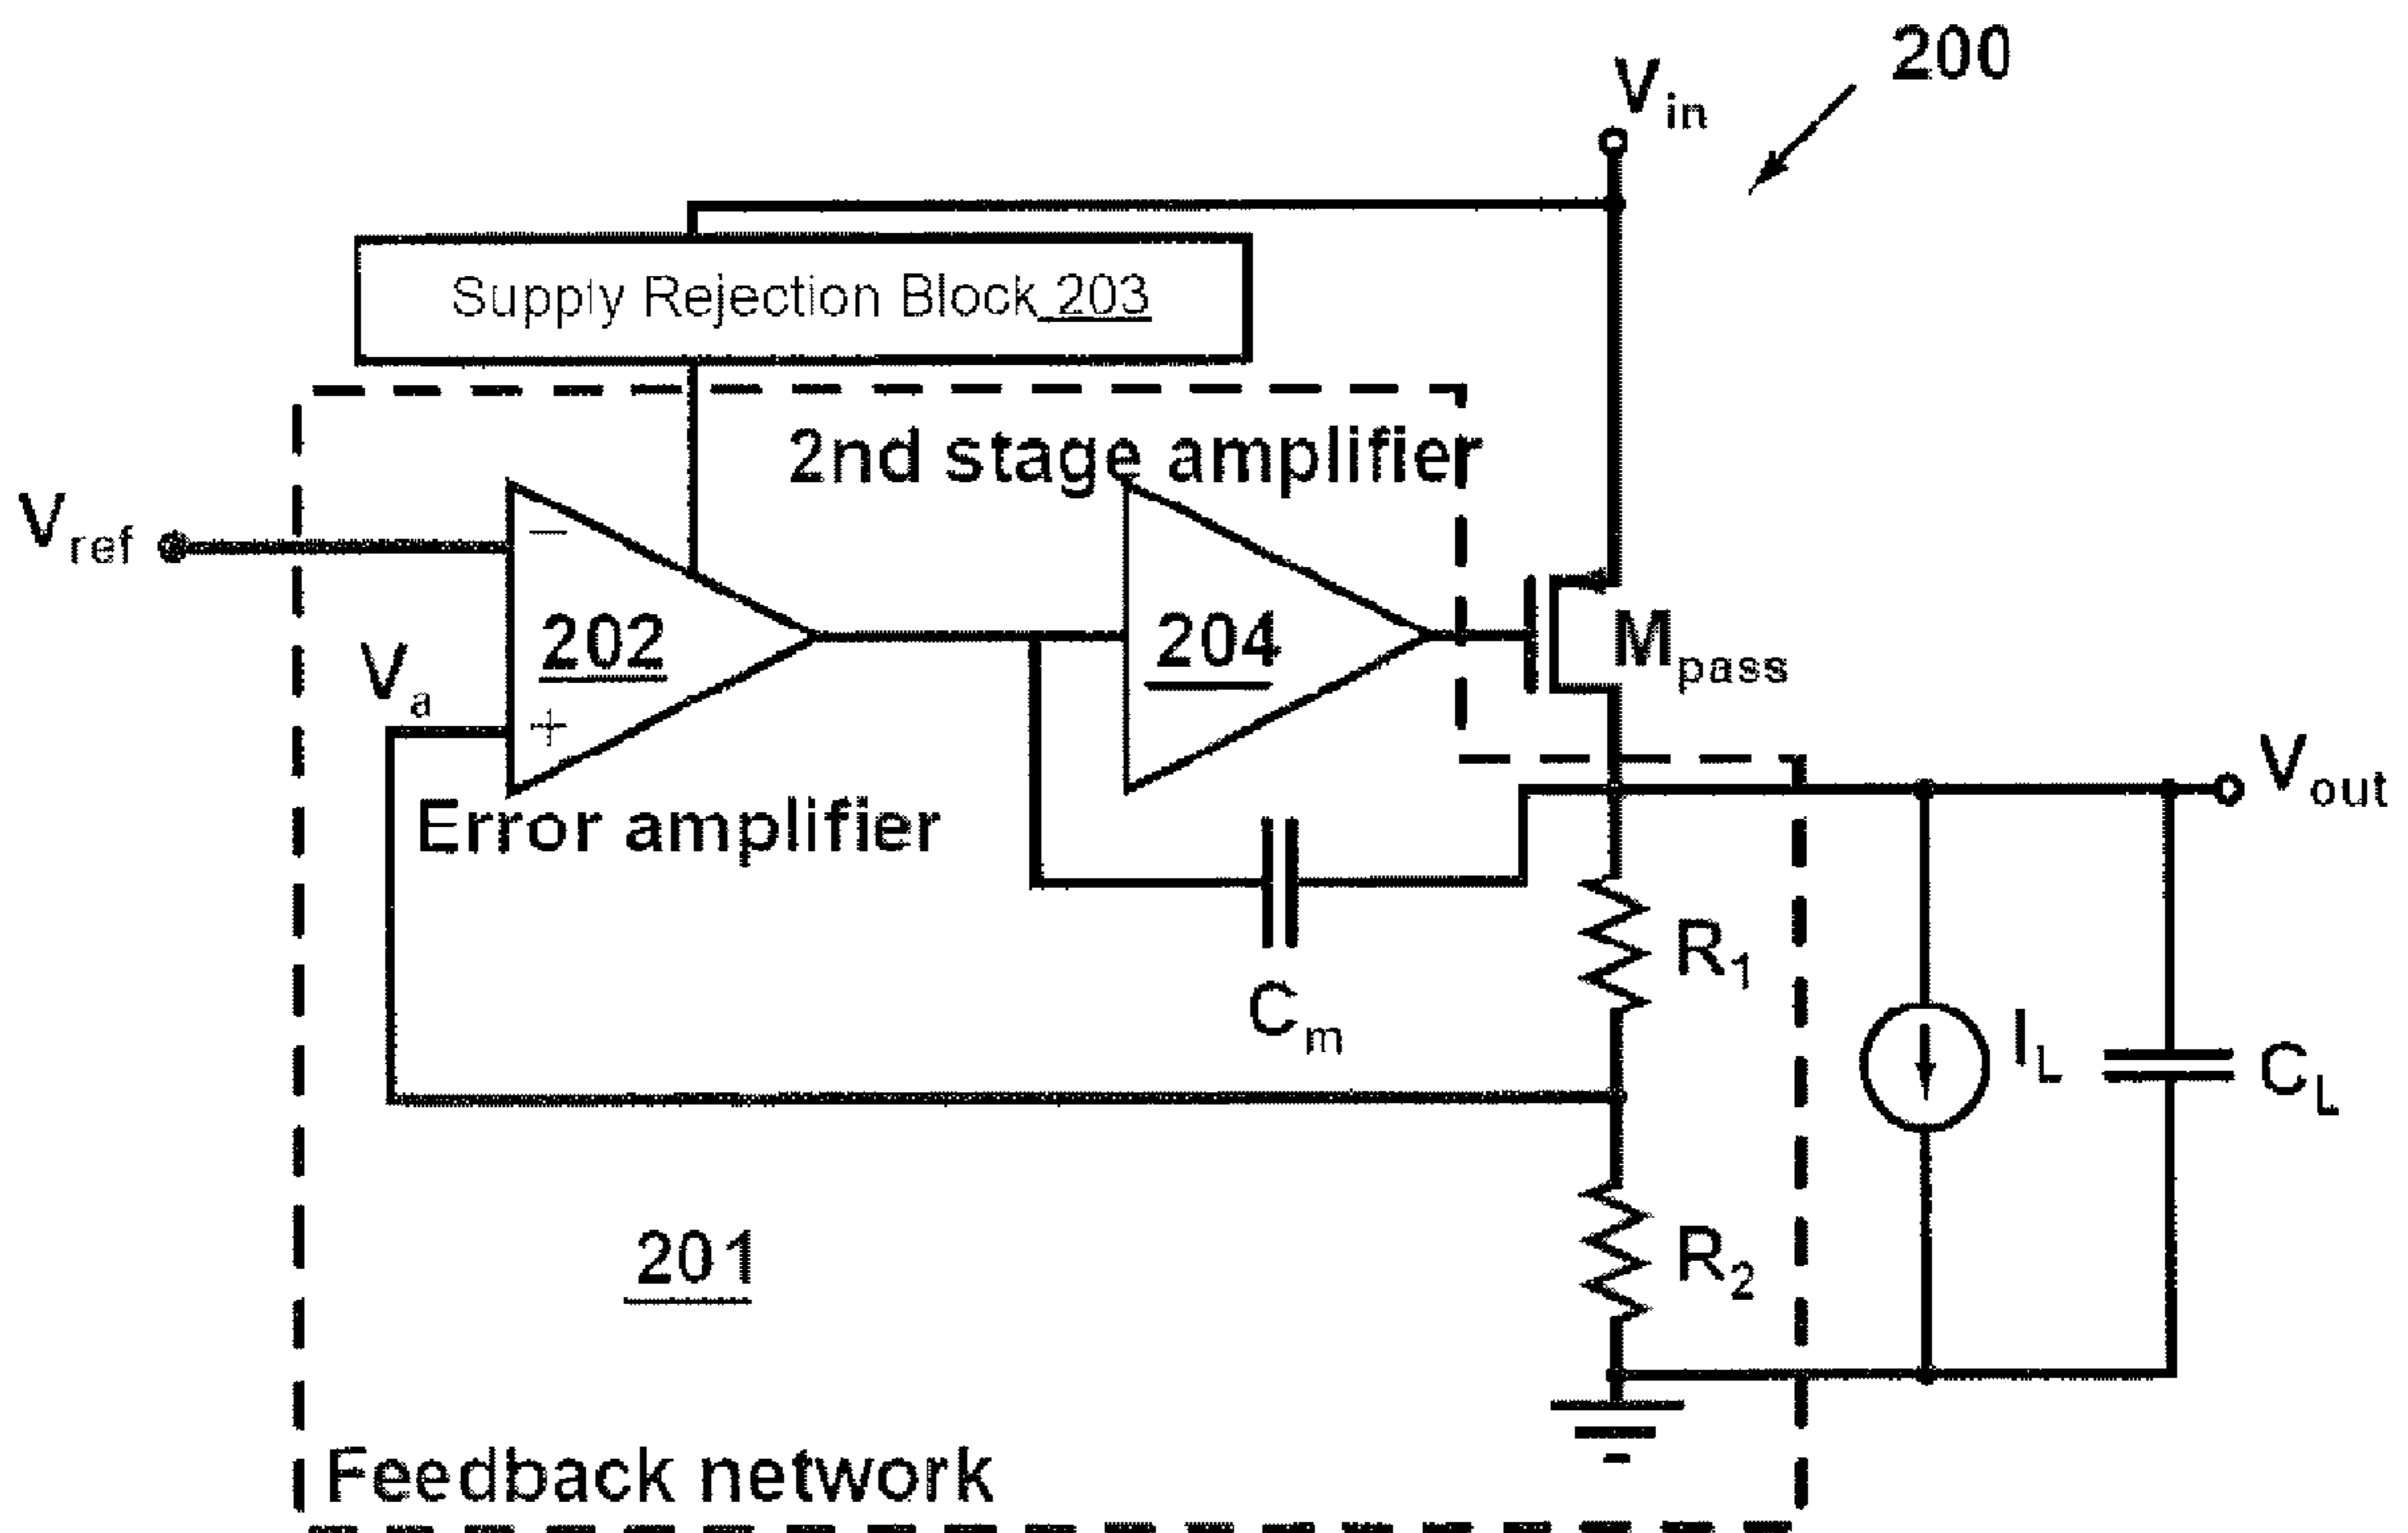 200
Vin
Supply Rejection Block 203
2nd stage amplifier
Vref
−
202
204
Va
+
Mpass
Vout
Error amplifier
R1
Cm
IL
CL
R2
201
Feedback network